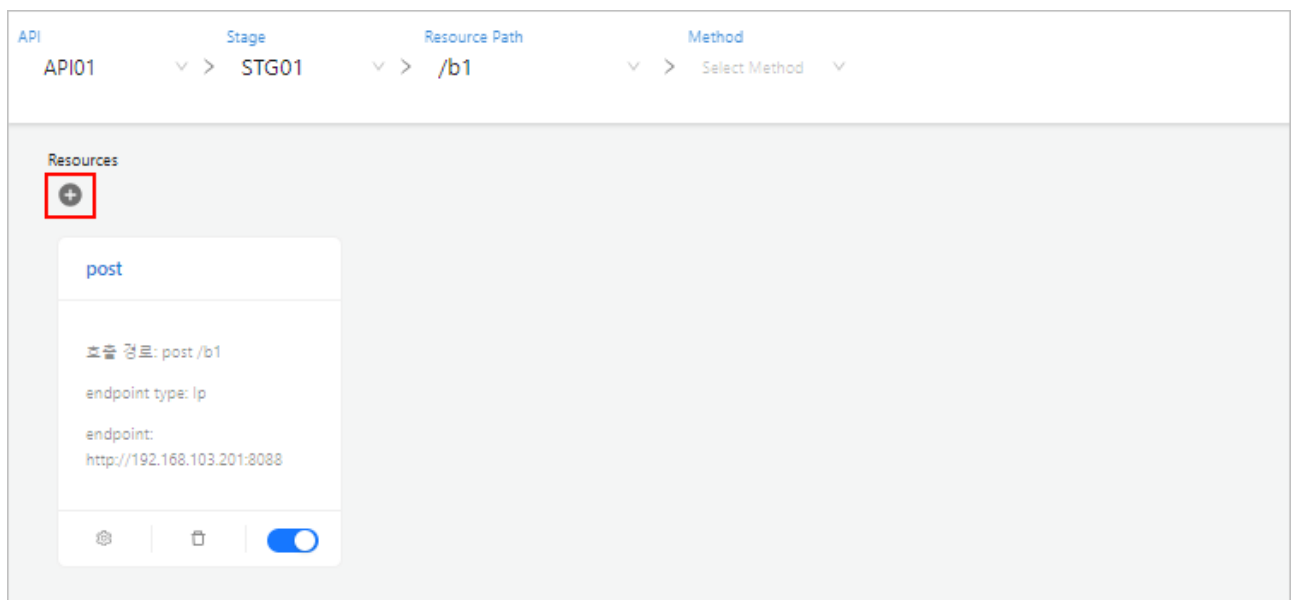 API Stage Resource Path Method
API01 > STG01 > /b1 > Select Method
Resources
post
호출 경로: post /b1
endpoint type: Ip
endpoint:
http://192.168.103.201:8088